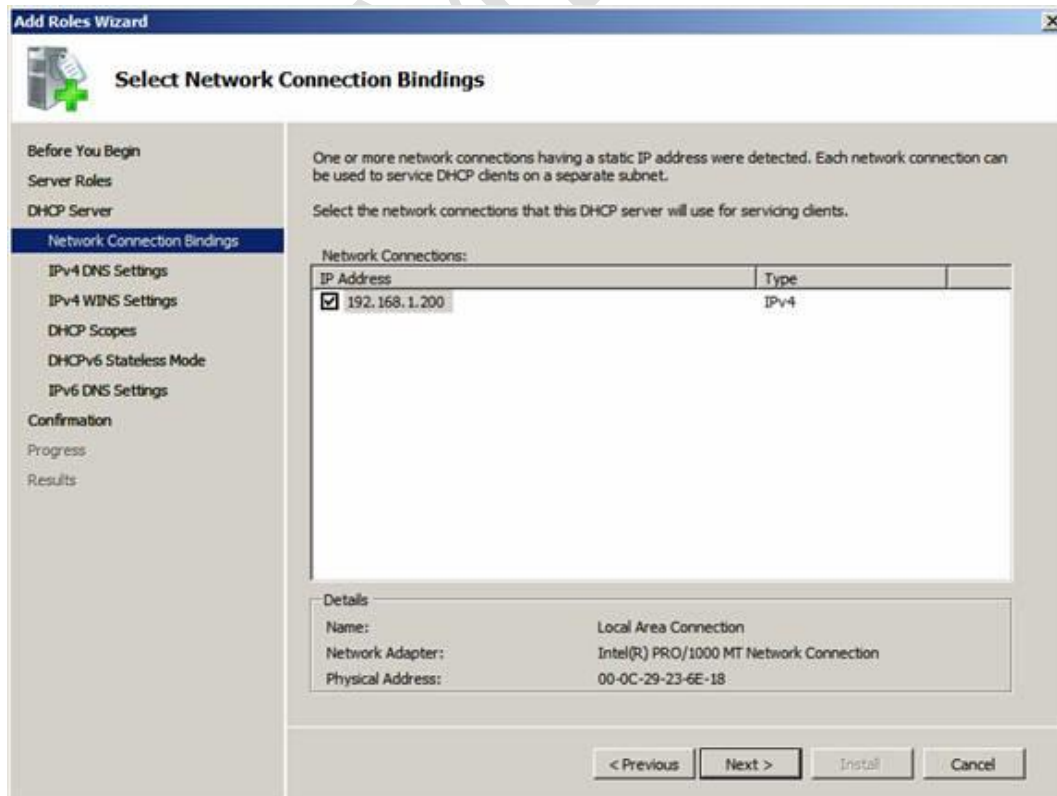 Add Roles Wizard
Select Network Connection Bindings
Before You Begin
Server Roles
DHCP Server
Network Connection Bindings
IPv4 DNS Settings
IPv4 WINS Settings
DHCP Scopes
DHCPv6 Stateless Mode
IPv6 DNS Settings
Confirmation
Progress
Results
One or more network connections having a static IP address were detected. Each network connection can
be used to service DHCP clients on a separate subnet.
Select the network connections that this DHCP server will use for servicing clients.
Network Connections:
IP Address Type
192.168.1.200 IPv4
Details
Name: Local Area Connection
Network Adapter: Intel(R) PRO/1000 MT Network Connection
Physical Address: 00-0C-29-23-6E-18
< Previous Next > Install Cancel